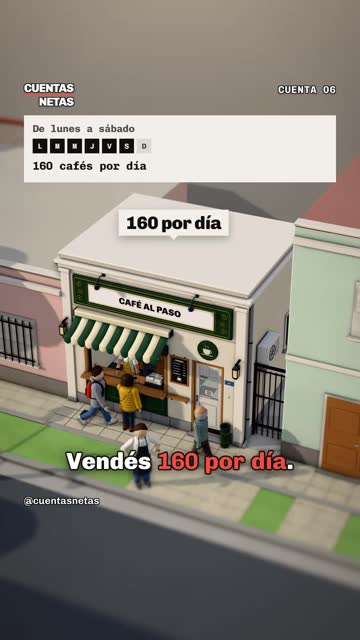 CUENTAS
NETAS
CUENTA 06
De lunes a sábado
L M M J V S D
160 cafés por día
160 por día
CAFÉ AL PASO
Vendés 160 por día.
@cuentasnetas